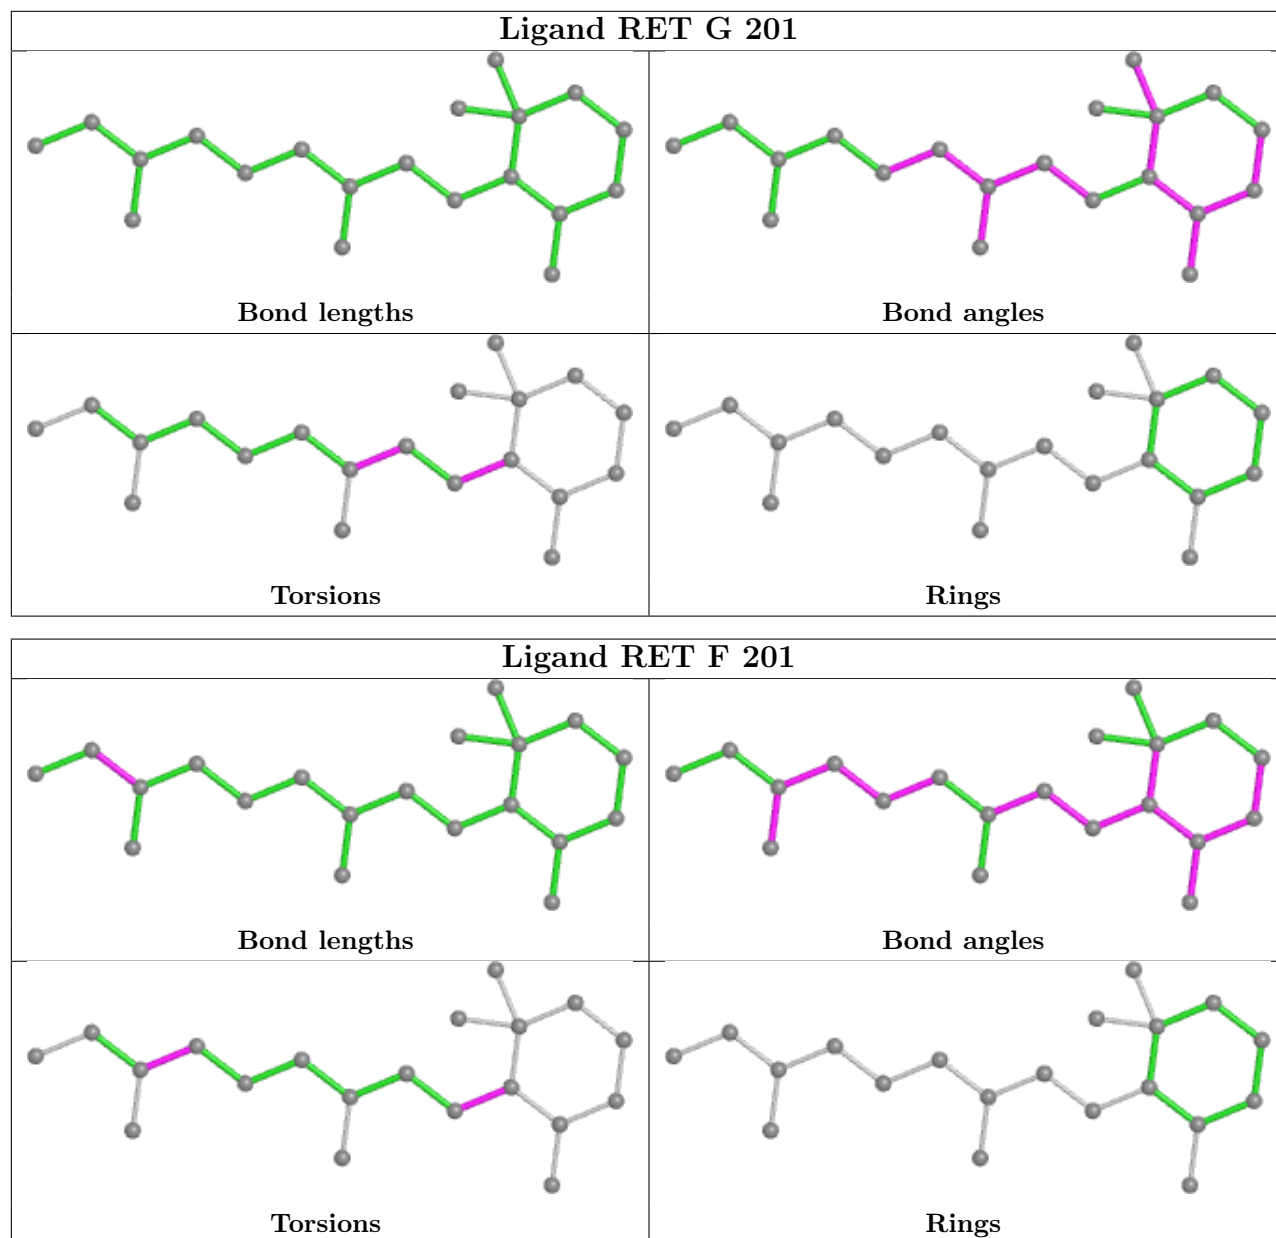 Ligand RET G 201
Bond lengths
Bond angles
Torsions
Rings
Ligand RET F 201
Bond lengths
Bond angles
Torsions
Rings